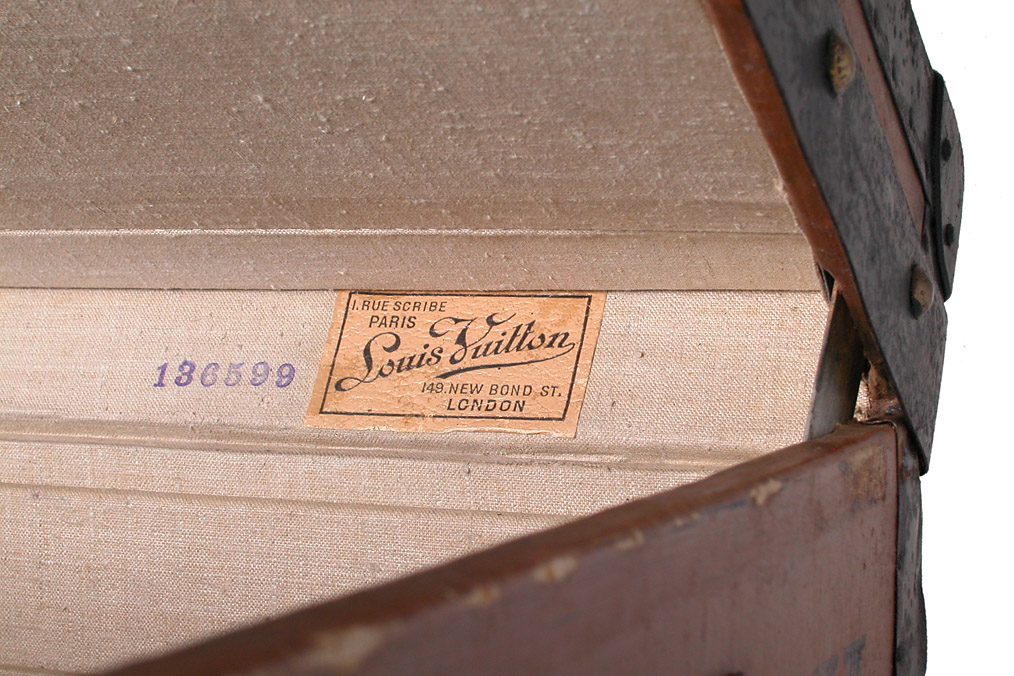 1.RUE SCRIBE
PARIS
Louis Vuitton
149.NEW BOND ST.
LONDON
136599